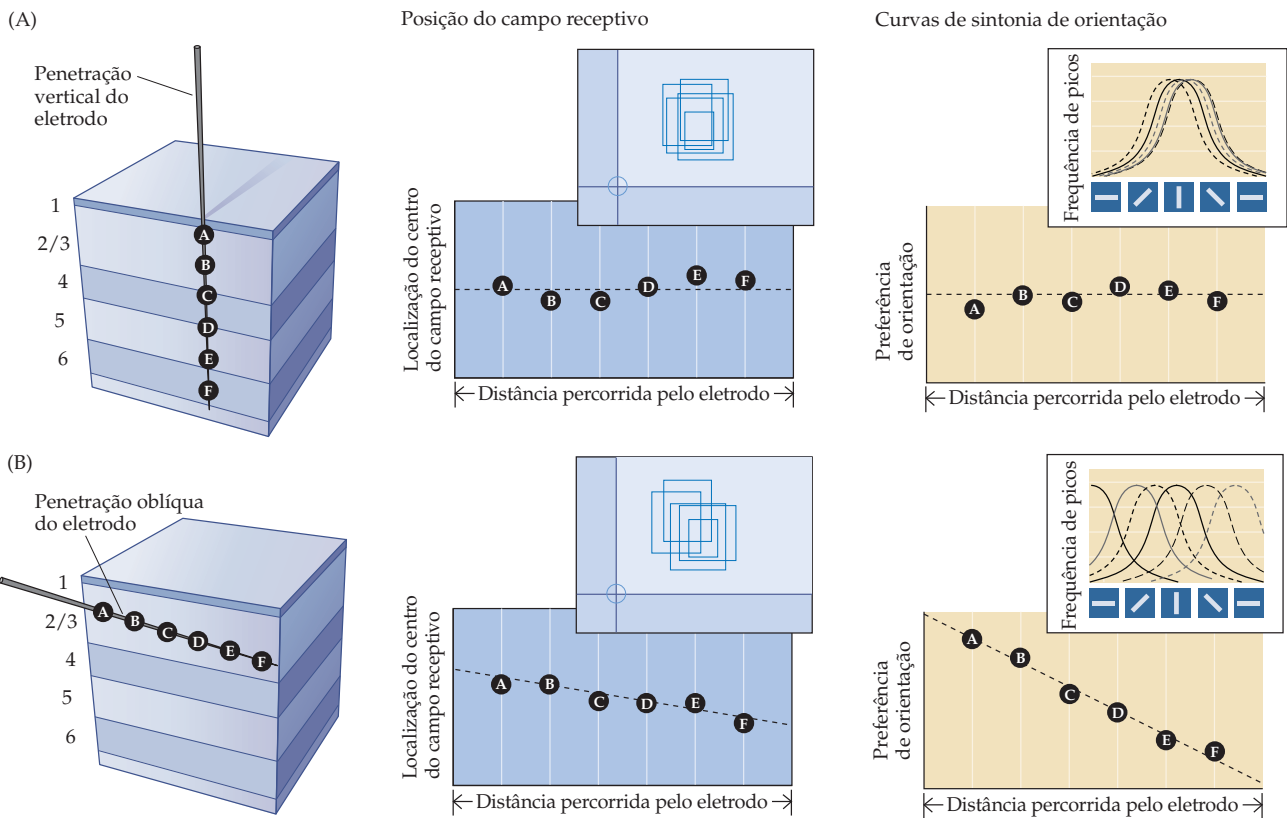 (A)
Penetração
vertical do
eletrodo
1
2/3
4
5
6
A
B
C
D
E
F
Posição do campo receptivo
Localização do centro
do campo receptivo
A
B
C
D
E
F
Distância percorrida pelo eletrodo
Curvas de sintonia de orientação
Frequência de picos
Preferência
de orientação
A
B
C
D
E
F
Distância percorrida pelo eletrodo
(B)
Penetração oblíqua
do eletrodo
1
2/3
4
5
6
A
B
C
D
E
F
Localização do centro
do campo receptivo
A
B
C
D
E
F
Distância percorrida pelo eletrodo
Frequência de picos
Preferência
de orientação
A
B
C
D
E
F
Distância percorrida pelo eletrodo